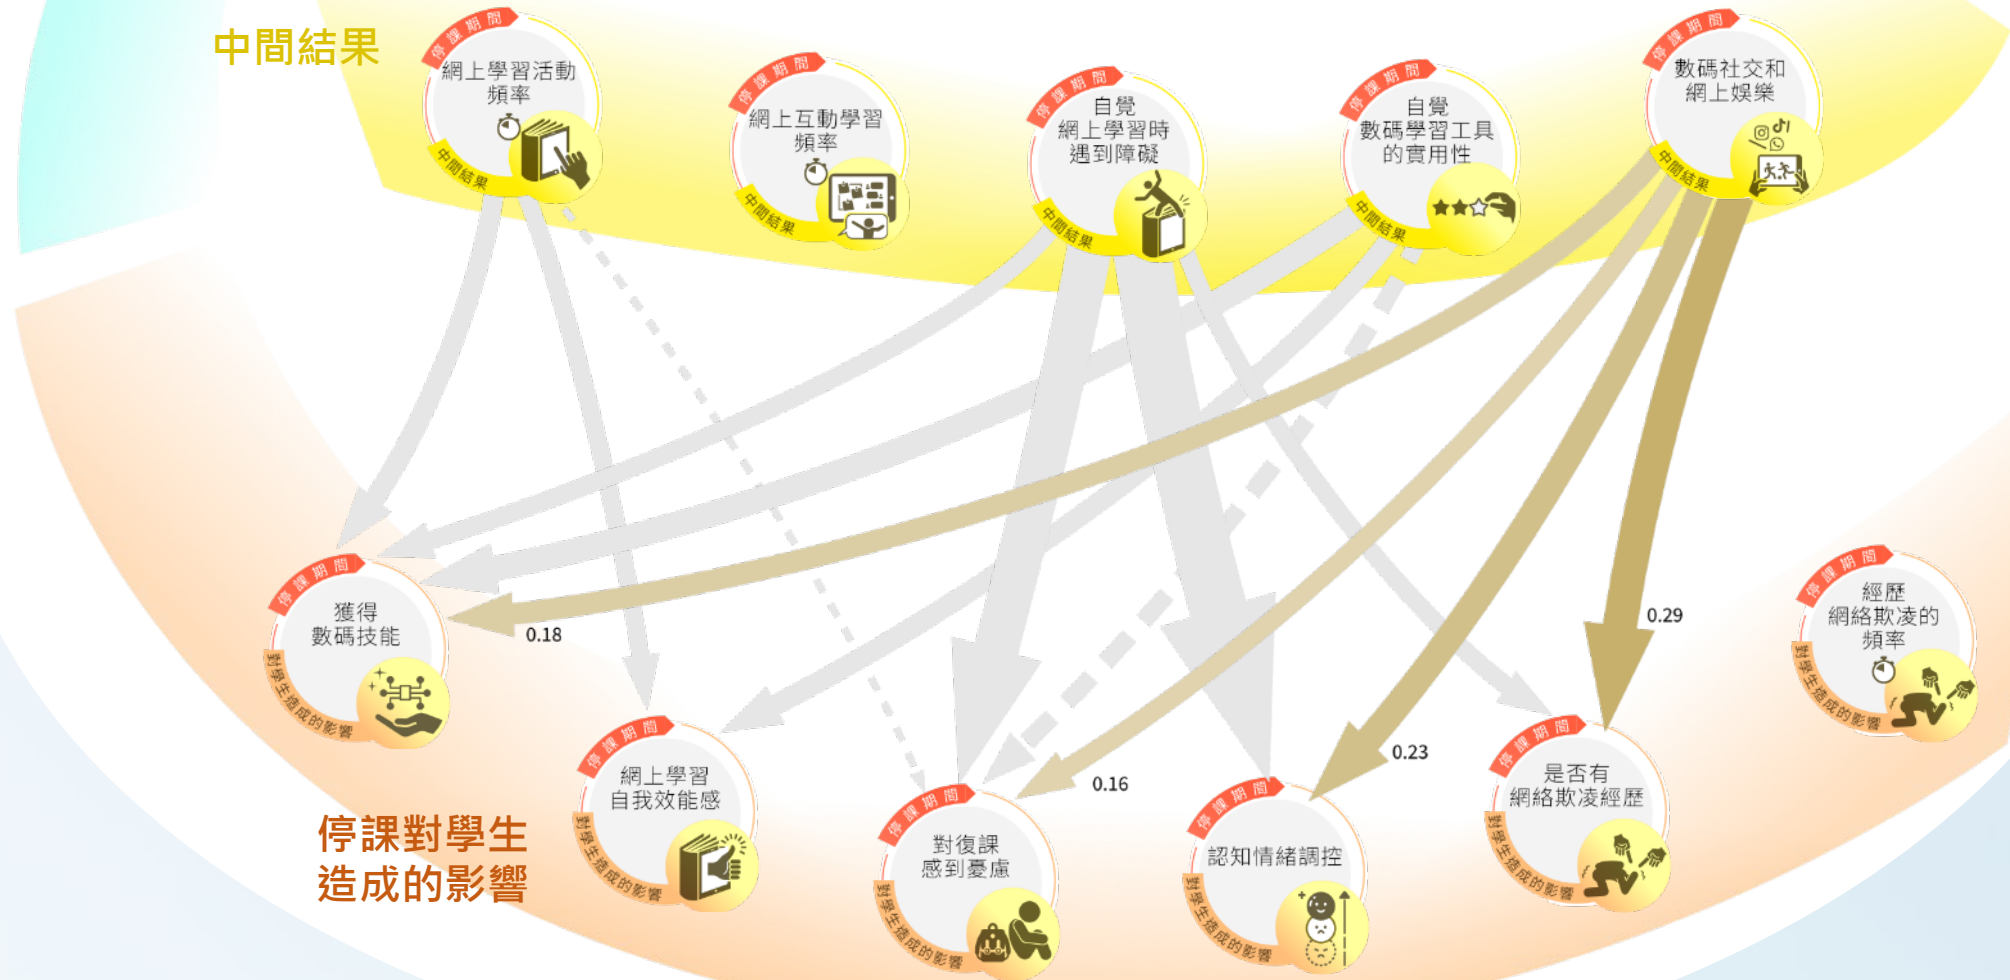 中間結果
停課期間
網上學習活動
頻率
中間結果
停課期間
網上互動學習
頻率
中間結果
停課期間
自覺
網上學習時
遇到障礙
中間結果
停課期間
自覺
數碼學習工具
的實用性
中間結果
停課期間
數碼社交和
網上娛樂
中間結果
停課期間
獲得
數碼技能
對學生造成的影響
0.18
停課期間
網上學習
自我效能感
對學生造成的影響
停課期間
對復課
感到憂慮
對學生造成的影響
0.16
停課期間
認知情緒調控
對學生造成的影響
0.23
停課期間
是否有
網絡欺凌經歷
對學生造成的影響
0.29
停課期間
經歷
網絡欺凌的
頻率
對學生造成的影響
停課對學生
造成的影響